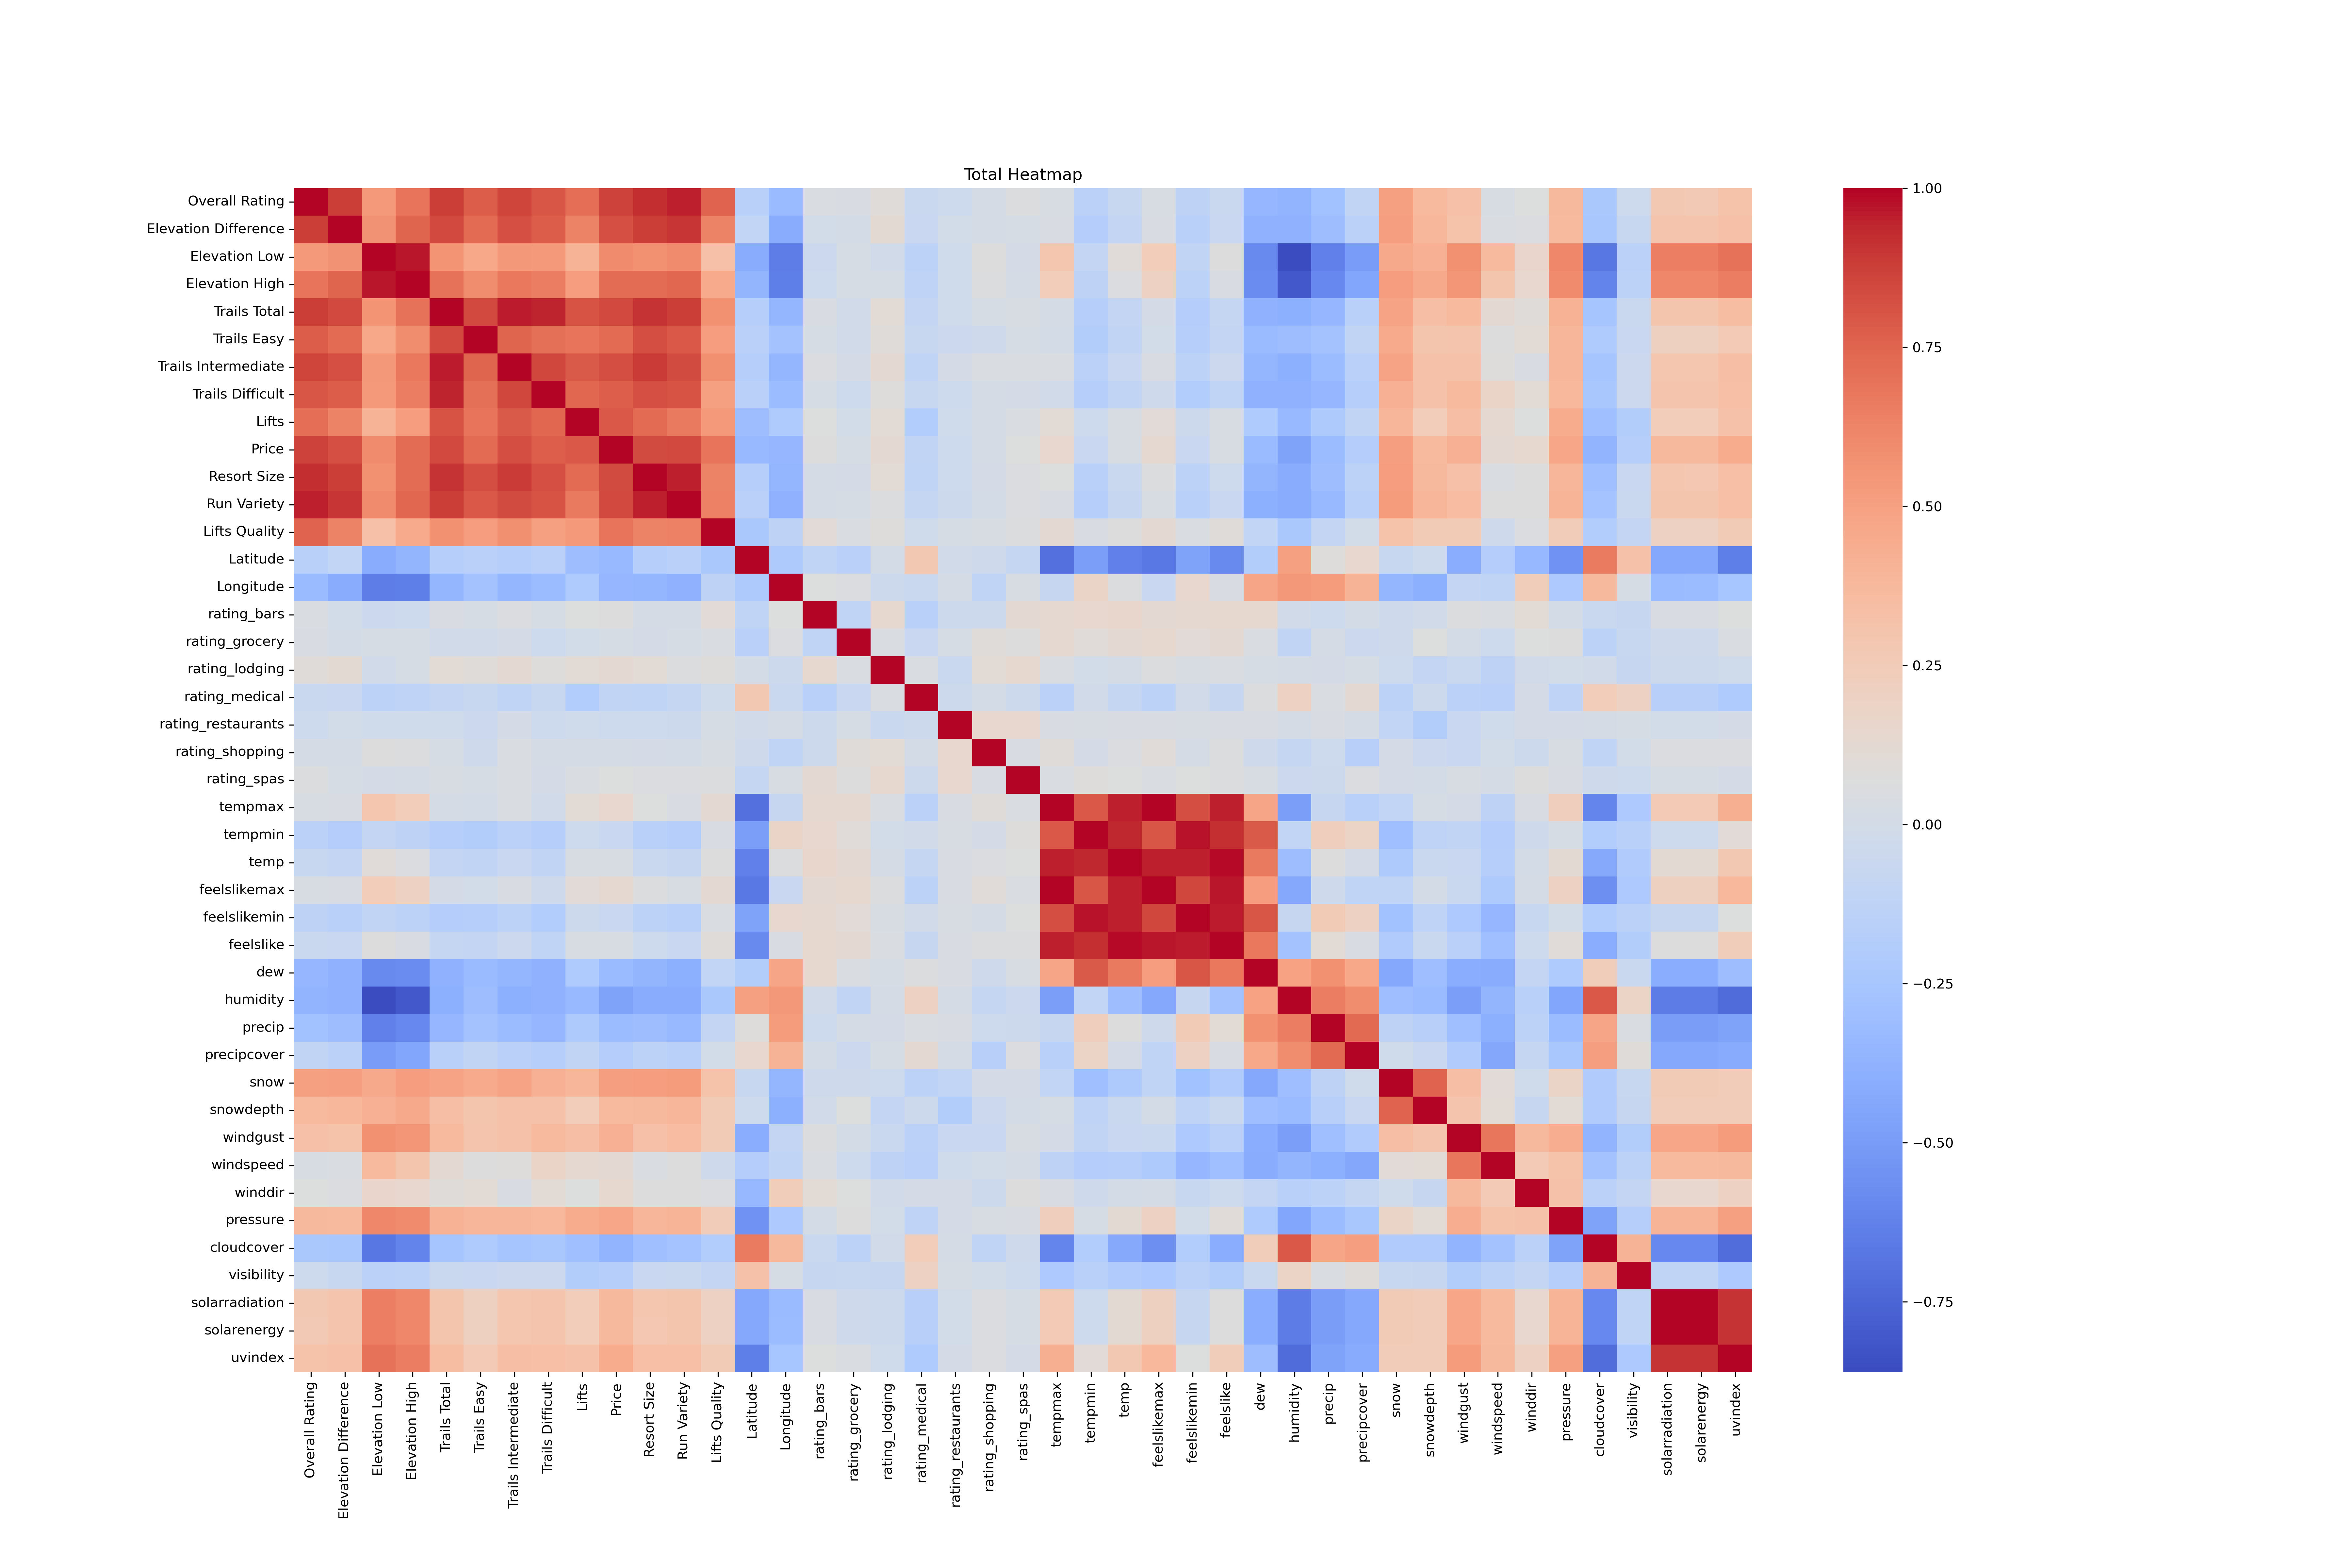 Total Heatmap
Overall Rating
Elevation Difference
Elevation Low
Elevation High
Trails Total
Trails Easy
Trails Intermediate
Trails Difficult
Lifts
Price
Resort Size
Run Variety
Lifts Quality
Latitude
Longitude
rating_bars
rating_grocery
rating_lodging
rating_medical
rating_restaurants
rating_shopping
rating_spas
tempmax
tempmin
temp
feelslikemax
feelslikemin
feelslike
dew
humidity
precip
precipcover
snow
snowdepth
windgust
windspeed
winddir
pressure
cloudcover
visibility
solarradiation
solarenergy
uvindex
Overall Rating
Elevation Difference
Elevation Low
Elevation High
Trails Total
Trails Easy
Trails Intermediate
Trails Difficult
Lifts
Price
Resort Size
Run Variety
Lifts Quality
Latitude
Longitude
rating_bars
rating_grocery
rating_lodging
rating_medical
rating_restaurants
rating_shopping
rating_spas
tempmax
tempmin
temp
feelslikemax
feelslikemin
feelslike
dew
humidity
precip
precipcover
snow
snowdepth
windgust
windspeed
winddir
pressure
cloudcover
visibility
solarradiation
solarenergy
uvindex
1.00
0.75
0.50
0.25
0.00
−0.25
−0.50
−0.75